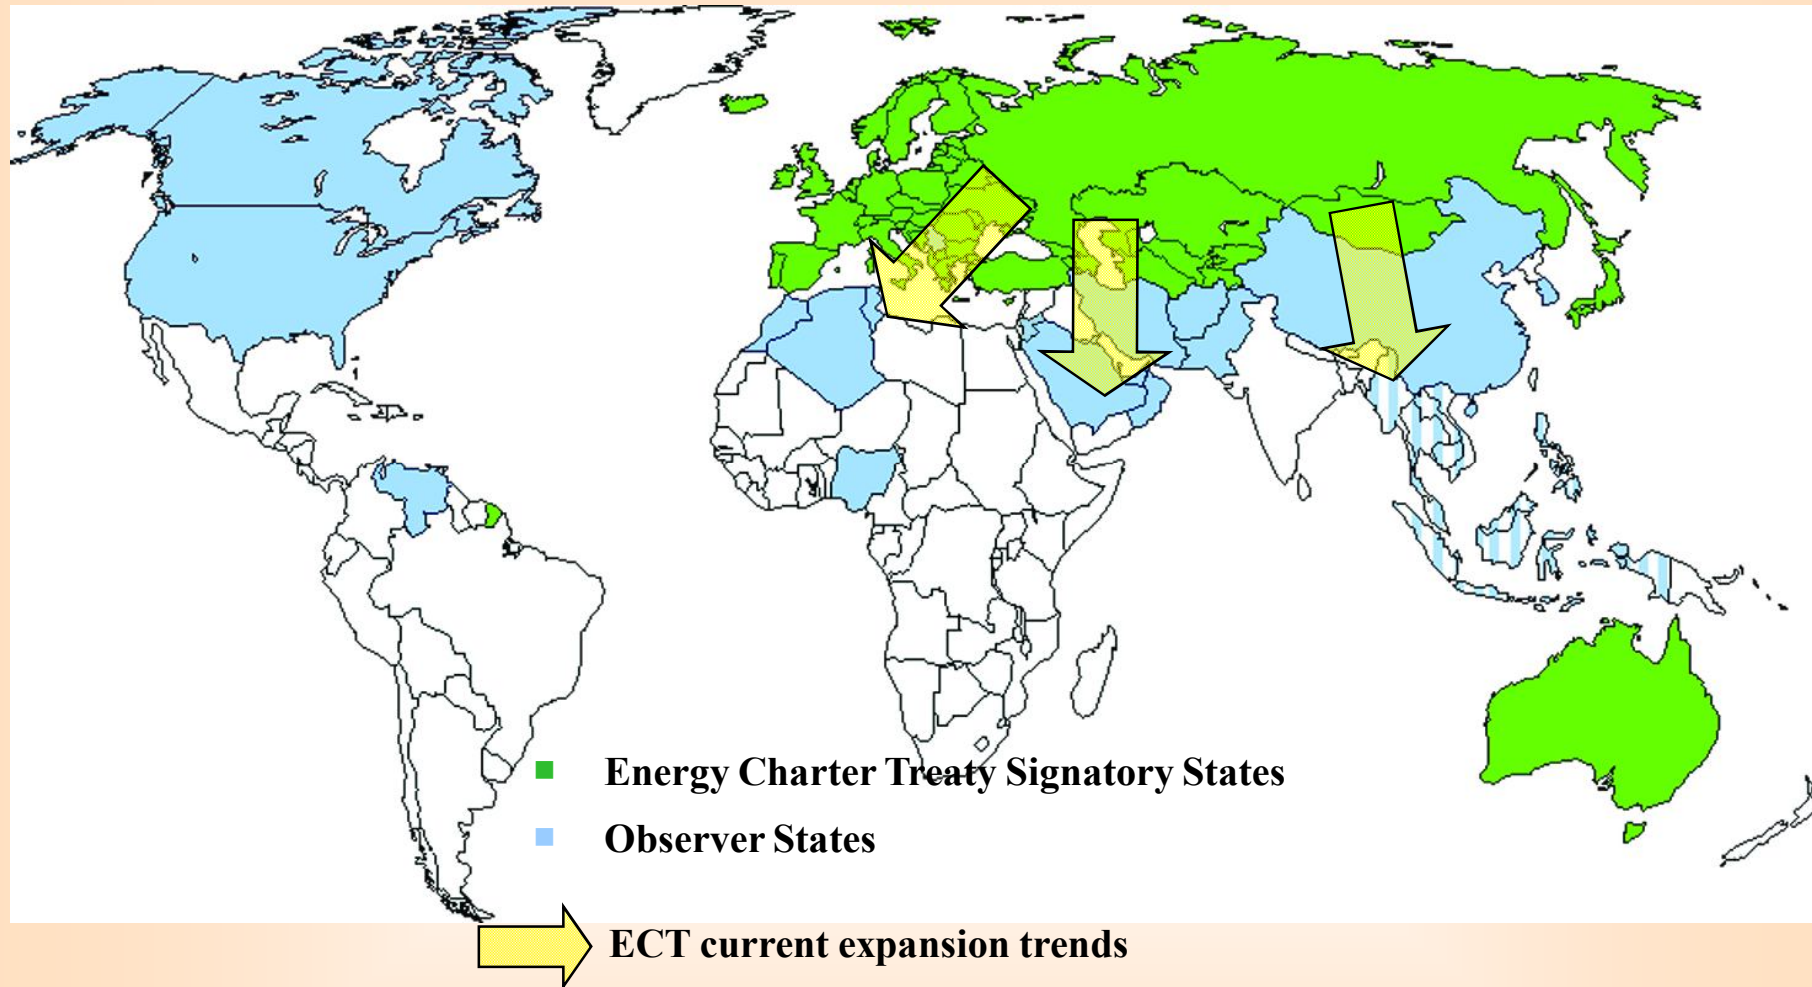 Energy Charter Treaty Signatory States
Observer States
ECT current expansion trends